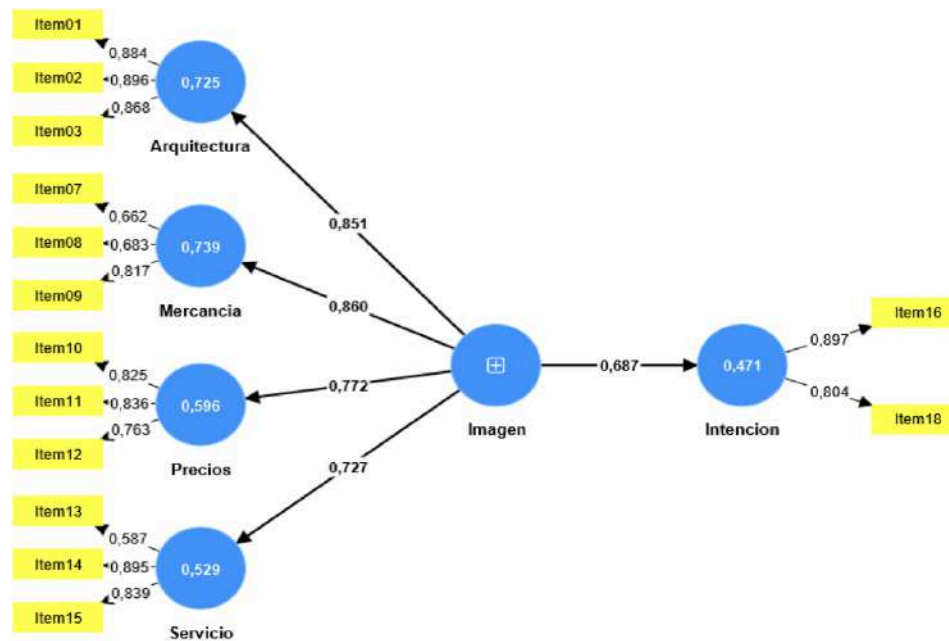 Item01
0,884
0,725
Item02
0,896
Item03
0,868
Arquitectura
Item07
0,662
0,851
Item08
0,683
0,739
Item09
0,817
Mercancia
0,860
Item10
0,825
Item11
0,836
0,596
0,772
Item12
0,763
Precios
Imagen
0,687
0,471
Intencion
0,897
Item16
0,804
Item18
0,727
Item13
0,587
Item14
0,895
0,529
Item15
0,839
Servicio